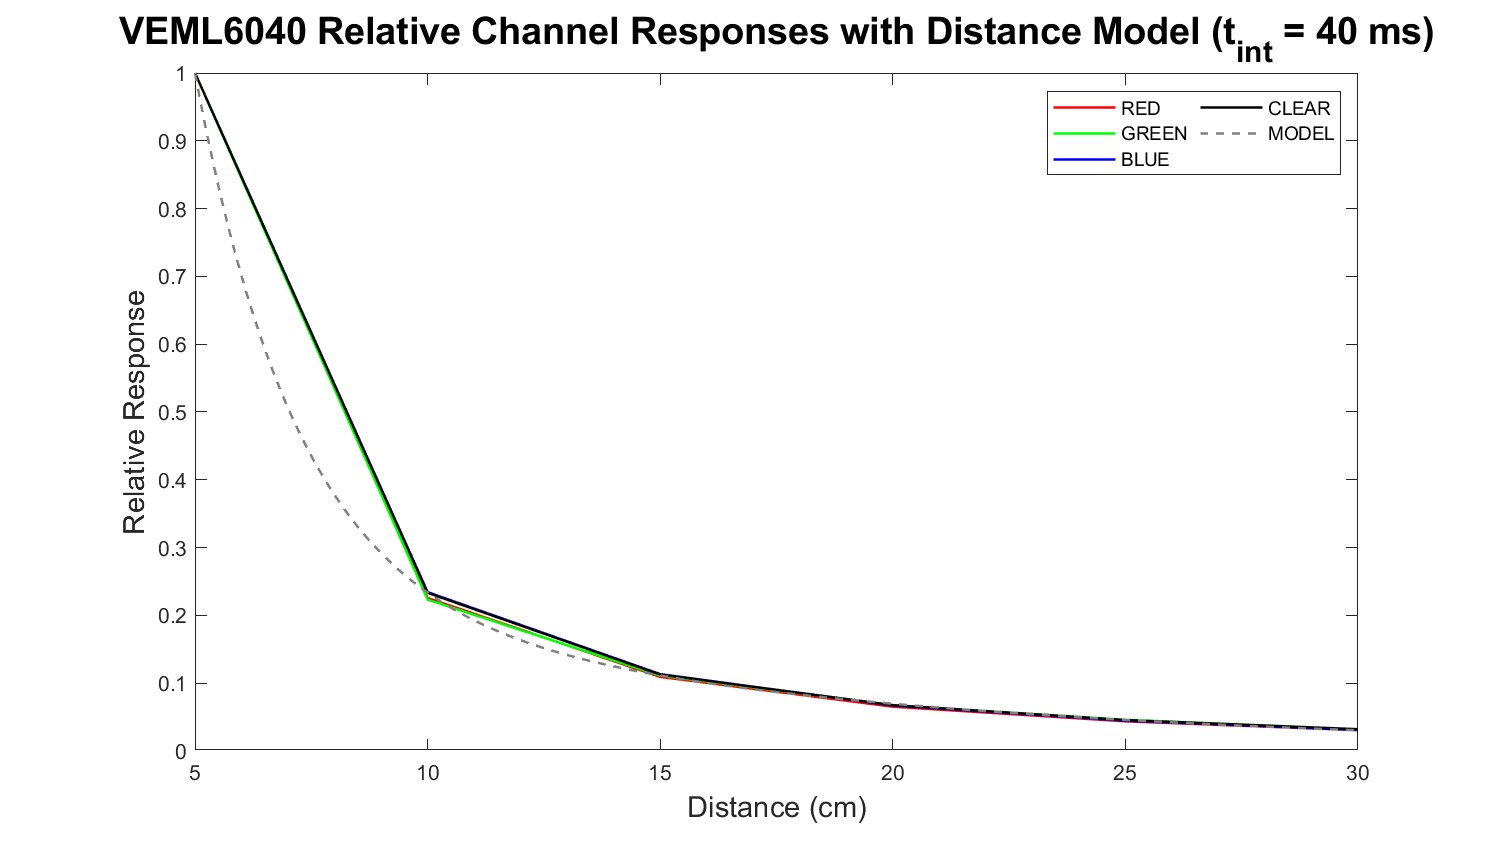 VEML6040 Relative Channel Responses with Distance Model (t_int = 40 ms)
1
0.9
0.8
0.7
0.6
0.5
0.4
0.3
0.2
0.1
0
Relative Response
RED CLEAR
GREEN MODEL
BLUE
5 10 15 20 25 30
Distance (cm)